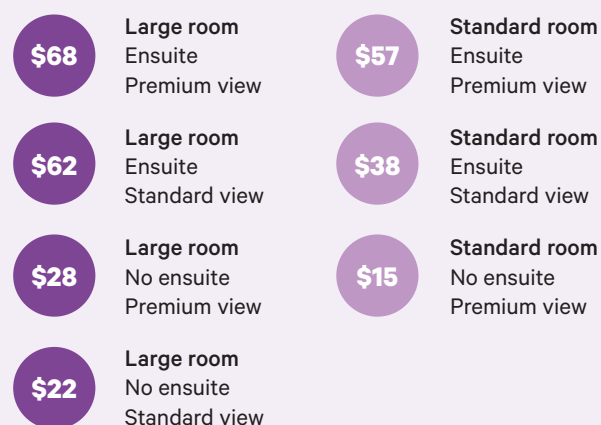 $68
Large room
Ensuite
Premium view
$62
Large room
Ensuite
Standard view
$28
Large room
No ensuite
Premium view
$22
Large room
No ensuite
Standard view
$57
Standard room
Ensuite
Premium view
$38
Standard room
Ensuite
Standard view
$15
Standard room
No ensuite
Premium view